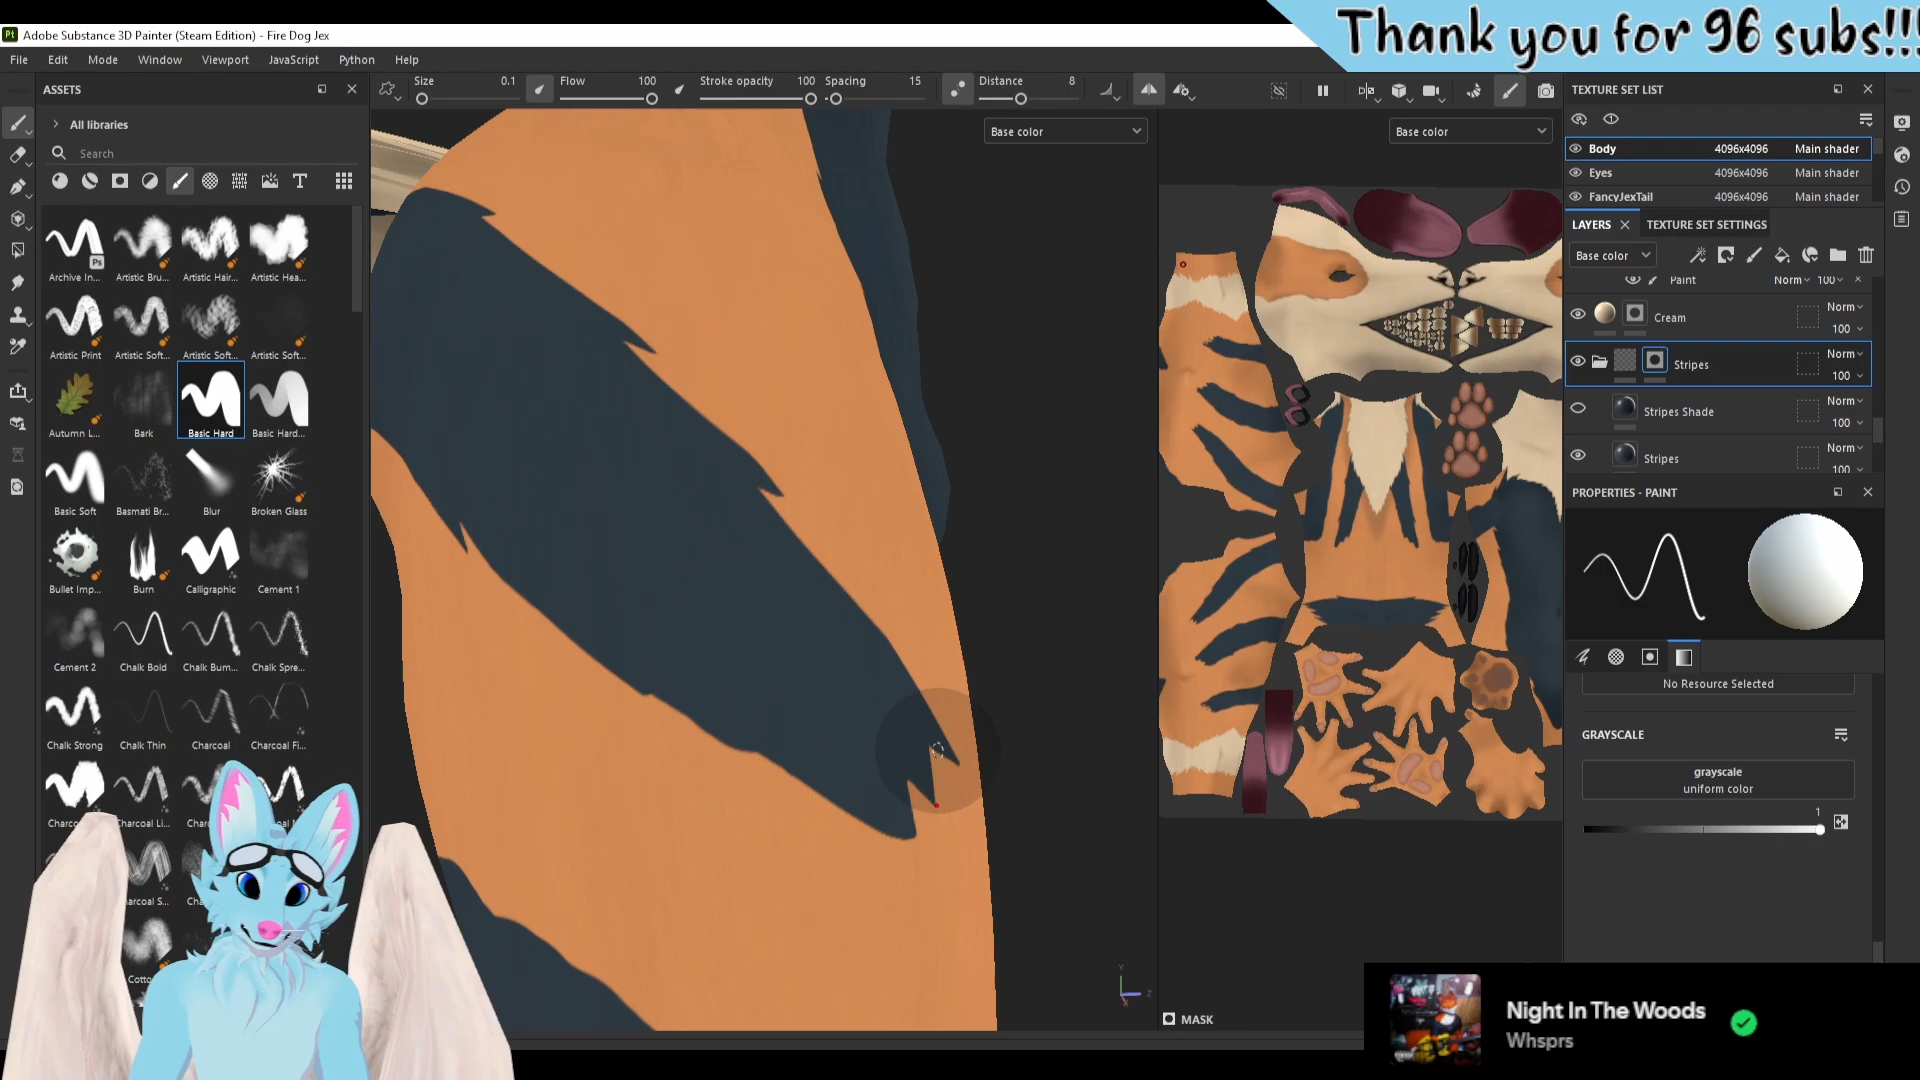 Thank you for 96 subs!!!
Adobe Substance 3D Painter (Steam Edition) - Fire Dog Jex
File Edit Mode Window Viewport JavaScript Python Help
ASSETS
Size 0.1 Flow 100 Stroke opacity 100 Spacing 15 Distance 8
All libraries
Search
Base color
Base color
Archive In... Artistic Bru... Artistic Hair... Artistic Hea...
Artistic Print Artistic Soft... Artistic Soft... Artistic Soft...
Autumn L... Bark Basic Hard Basic Hard...
Basic Soft Basmati Br... Blur Broken Glass
Bullet Imp... Burn Calligraphic Cement 1
Cement 2 Chalk Bold Chalk Bum... Chalk Spre...
Chalk Strong Chalk Thin Charcoal Charcoal Fi...
MASK
TEXTURE SET LIST
Body 4096x4096 Main shader
Eyes 4096x4096 Main shader
FancyJexTail 4096x4096 Main shader
LAYERS TEXTURE SET SETTINGS
Base color
Paint Norm 100
Cream Norm 100
Stripes Norm 100
Stripes Shade Norm 100
Stripes Norm 100
PROPERTIES - PAINT
No Resource Selected
GRAYSCALE
grayscale
uniform color
1
Night In The Woods
Whsprs